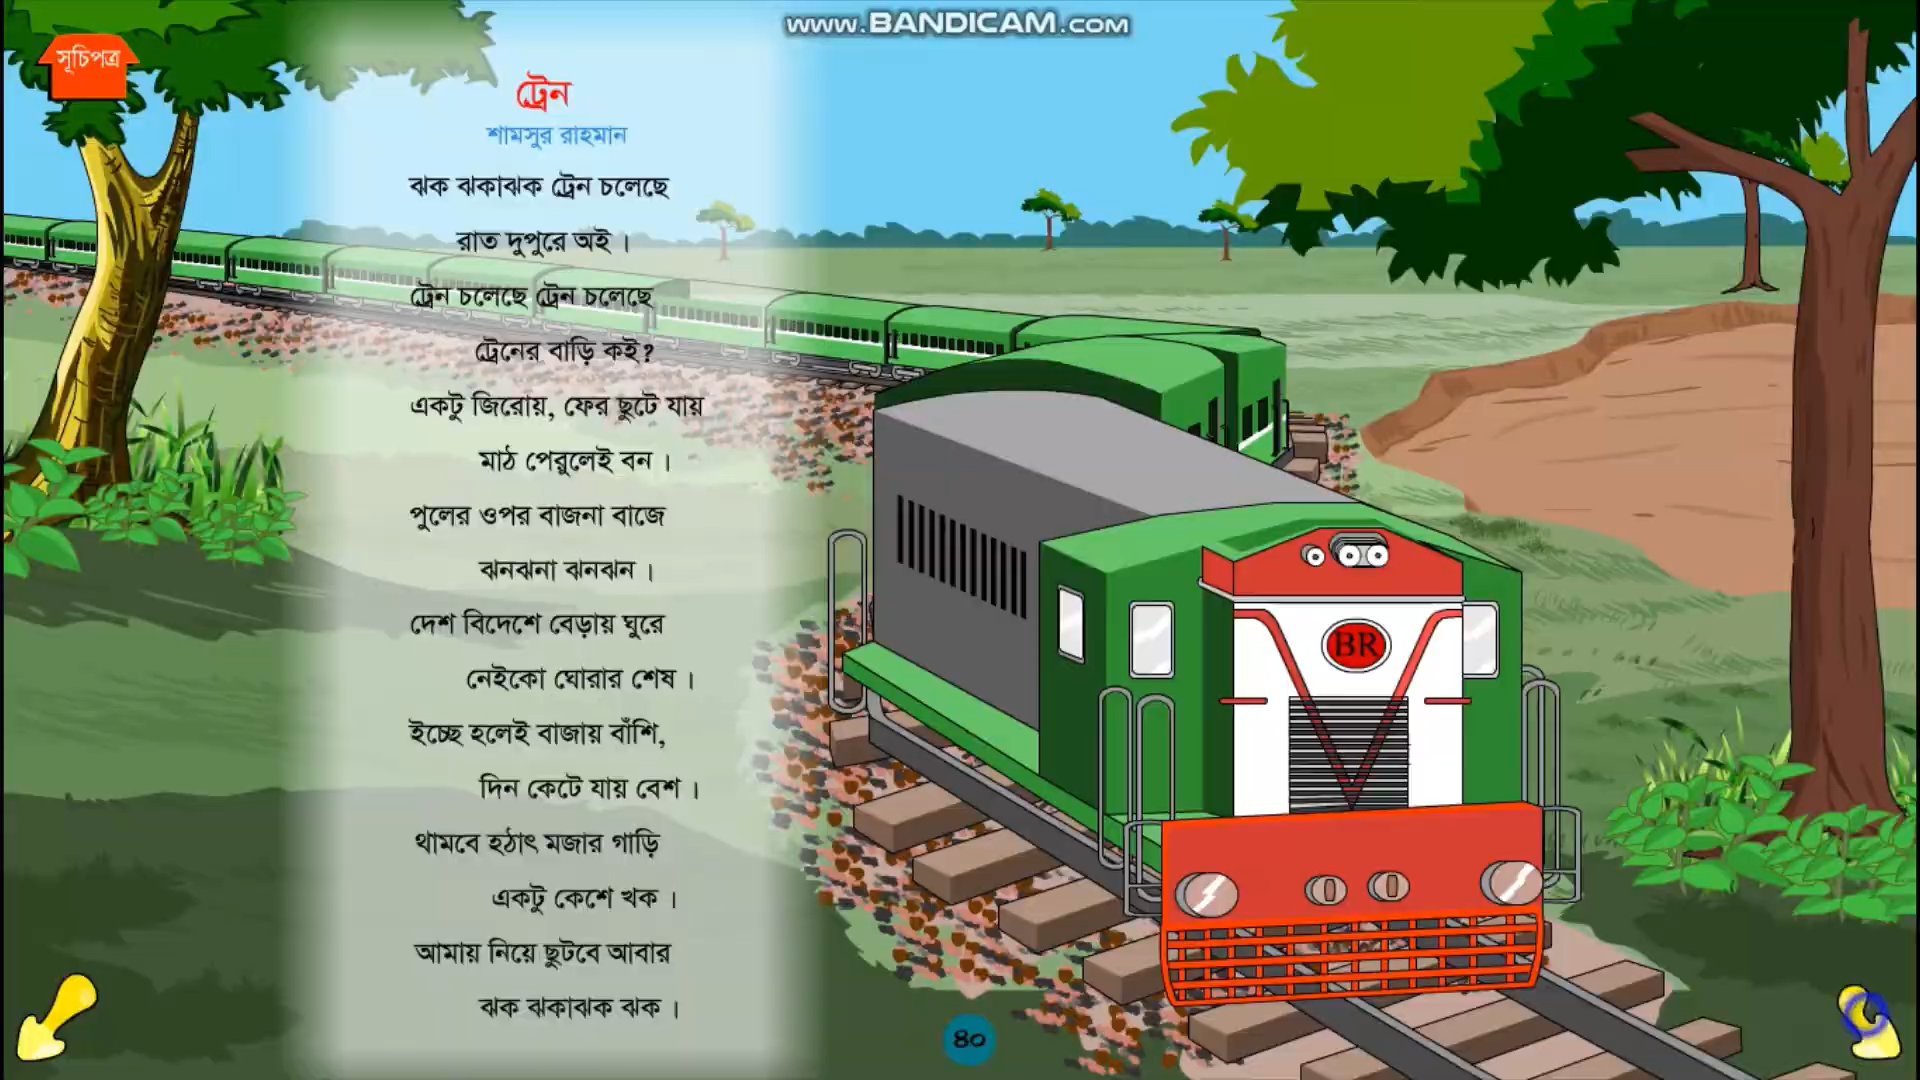 www.BANDICAM.com
সূচিপত্র
ট্রেন
শামসুর রাহমান
ঝক ঝকাঝক ট্রেন চলেছে
রাত দুপুরে অই ।
ট্রেন চলেছে ট্রেন চলেছে
ট্রেনের বাড়ি কই?
একটু জিরোয়, ফের ছুটে যায়
মাঠ পেরুলেই বন ।
পুলের ওপর বাজনা বাজে
ঝনঝনা ঝনঝন ।
দেশ বিদেশে বেড়ায় ঘুরে
নেইকো ঘোরার শেষ ।
ইচ্ছে হলেই বাজায় বাঁশি,
দিন কেটে যায় বেশ ।
থামবে হঠাৎ মজার গাড়ি
একটু কেশে খক ।
আমায় নিয়ে ছুটবে আবার
ঝক ঝকাঝক ঝক ।
BR
৪০